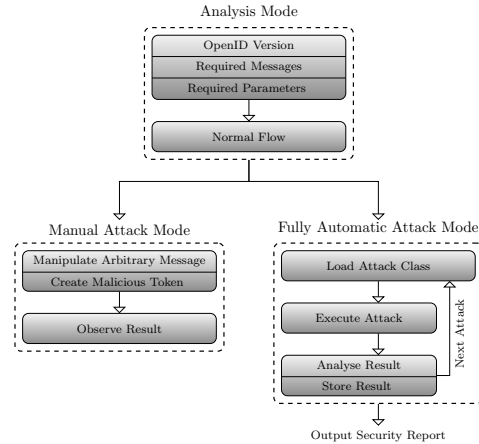 Analysis Mode
OpenID Version
Required Messages
Required Parameters
Normal Flow
Manual Attack Mode
Manipulate Arbitrary Message
Create Malicious Token
Observe Result
Fully Automatic Attack Mode
Load Attack Class
Execute Attack
Analyse Result
Store Result
Next Attack
Output Security Report